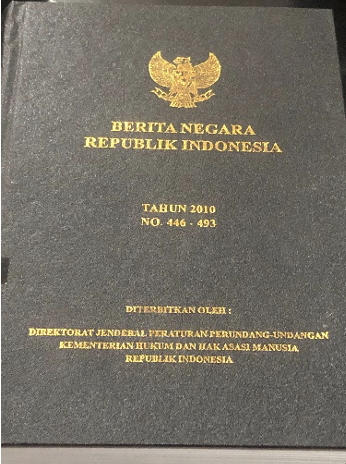 BERITA NEGARA
REPUBLIK INDONESIA
TAHUN 2010
NO. 446 - 493
DITERBITKAN OLEH :
DIREKTORAT JENDERAL PERATURAN PERUNDANG-UNDANGAN
KEMENTERIAN HUKUM DAN HAK ASASI MANUSIA
REPUBLIK INDONESIA